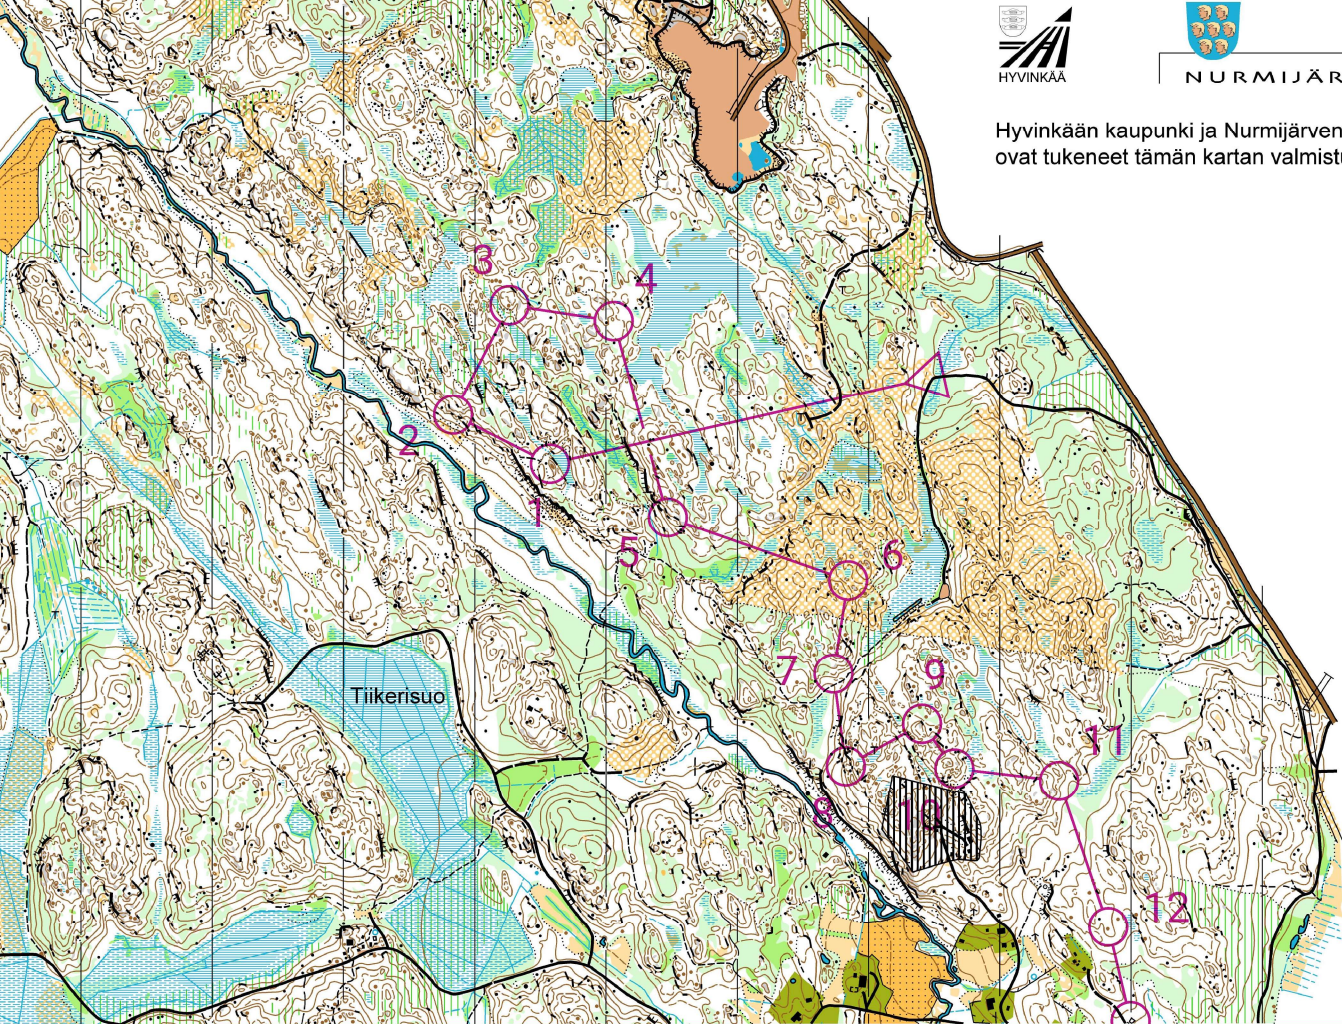 HYVINKÄÄ
NURMIJÄR
Hyvinkään kaupunki ja Nurmijärven
ovat tukeneet tämän kartan valmistu
3
4
2
1
5
6
7
9
Tiikerisuo
11
8
10
12